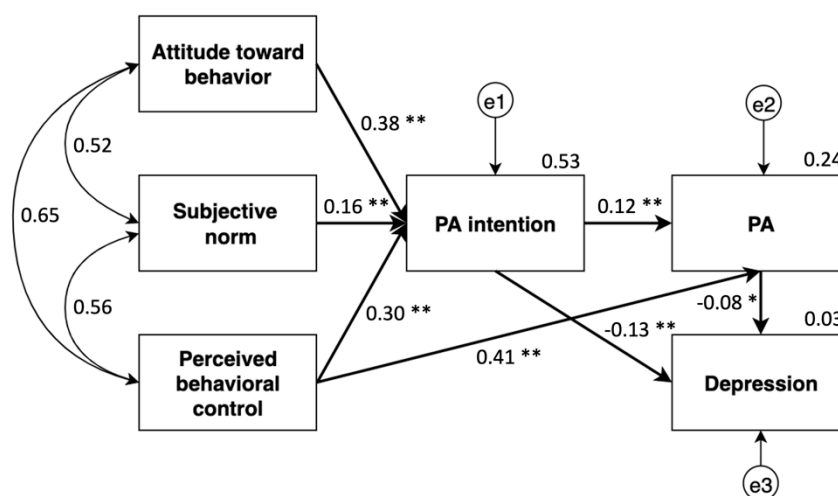 Attitude toward
behavior
0.38 **
0.52
0.65
e1
0.53
e2
0.24
Subjective
norm
0.16 **
PA intention
0.12 **
PA
0.56
0.30 **
-0.08 *
0.03
0.41 **
-0.13 **
Perceived
behavioral
control
Depression
e3